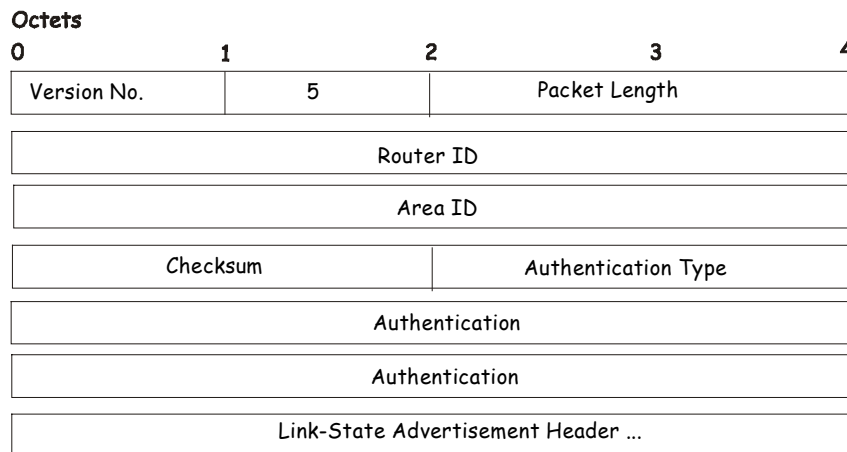 Octets
0 1 2 3 4
Version No. 5 Packet Length
Router ID
Area ID
Checksum Authentication Type
Authentication
Authentication
Link-State Advertisement Header ...